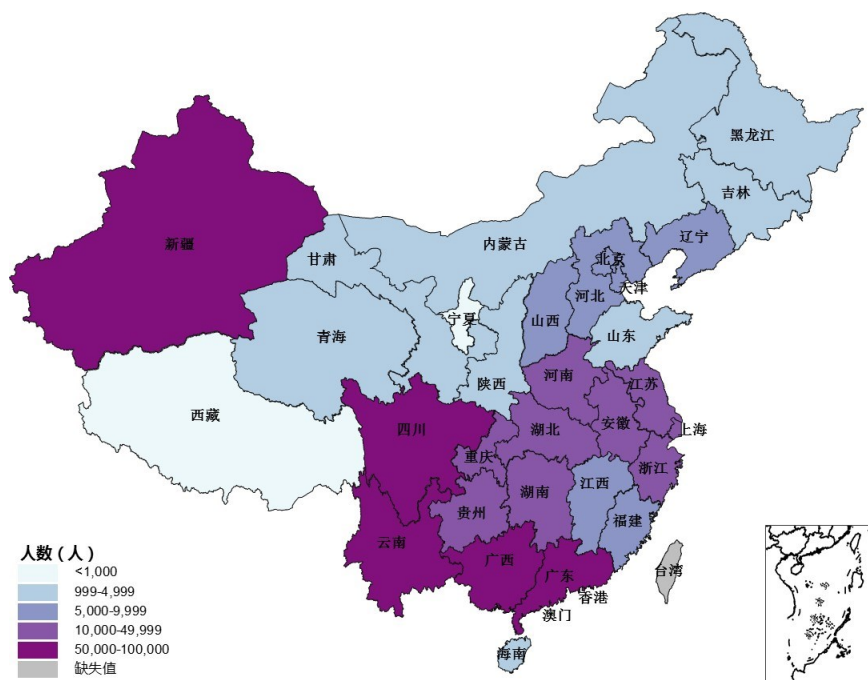 黑龙江
吉林
辽宁
新疆
甘肃
内蒙古
北京
天津
河北
山西
宁夏
青海
山东
陕西
河南
江苏
西藏
四川
湖北
安徽
上海
重庆
浙江
湖南
江西
贵州
福建
云南
广西
广东
台湾
香港
澳门
海南
人数（人）
<1,000
999-4,999
5,000-9,999
10,000-49,999
50,000-100,000
缺失值